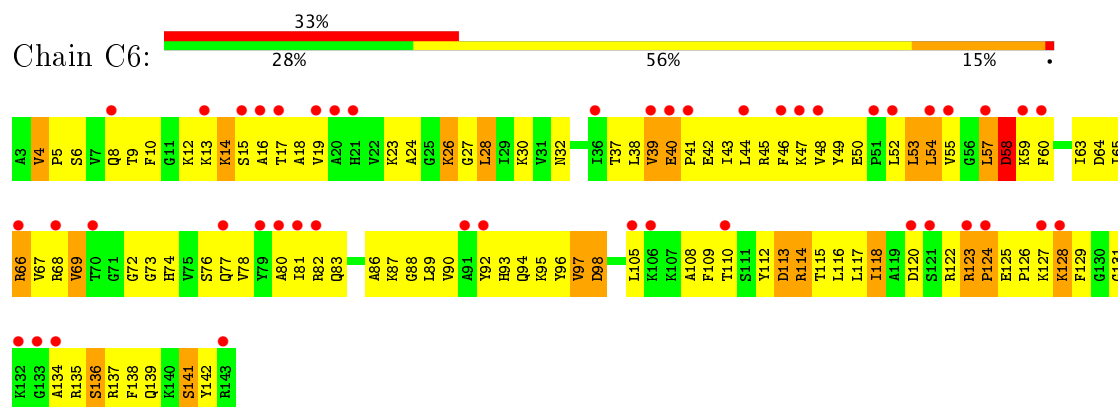 33%
Chain C6:
28% 56% 15% •
A3 V4 P5 S6 V7 Q8 T9 F10 G11 K12 K13 K14 S15 A16 T17 A18 V19 A20 H21 V22 K23 A24 G25 K26 G27 L28 I29 K30 V31 N32 I36 T37 L38 V39 E40 P41 E42 I43 L44 R45 F46 K47 V48 Y49 E50 P51 L52 L53 L54 V55 G56 L57 D58 K59 F60 I63 D64 I65
R66 V67 R68 V69 T70 G71 G72 G73 H74 V75 S76 Q77 V78 Y79 A80 I81 R82 Q83 A86 K87 G88 L89 V90 A91 Y92 H93 Q94 K95 Y96 V97 D98 L105 K106 K107 A108 F109 T110 S111 Y112 D113 R114 T115 L116 L117 I118 A119 D120 S121 R122 R123 P124 E125 P126 K127 K128 F129 G130 G131
K132 G133 A134 R135 S136 R137 F138 Q139 K140 S141 Y142 R143